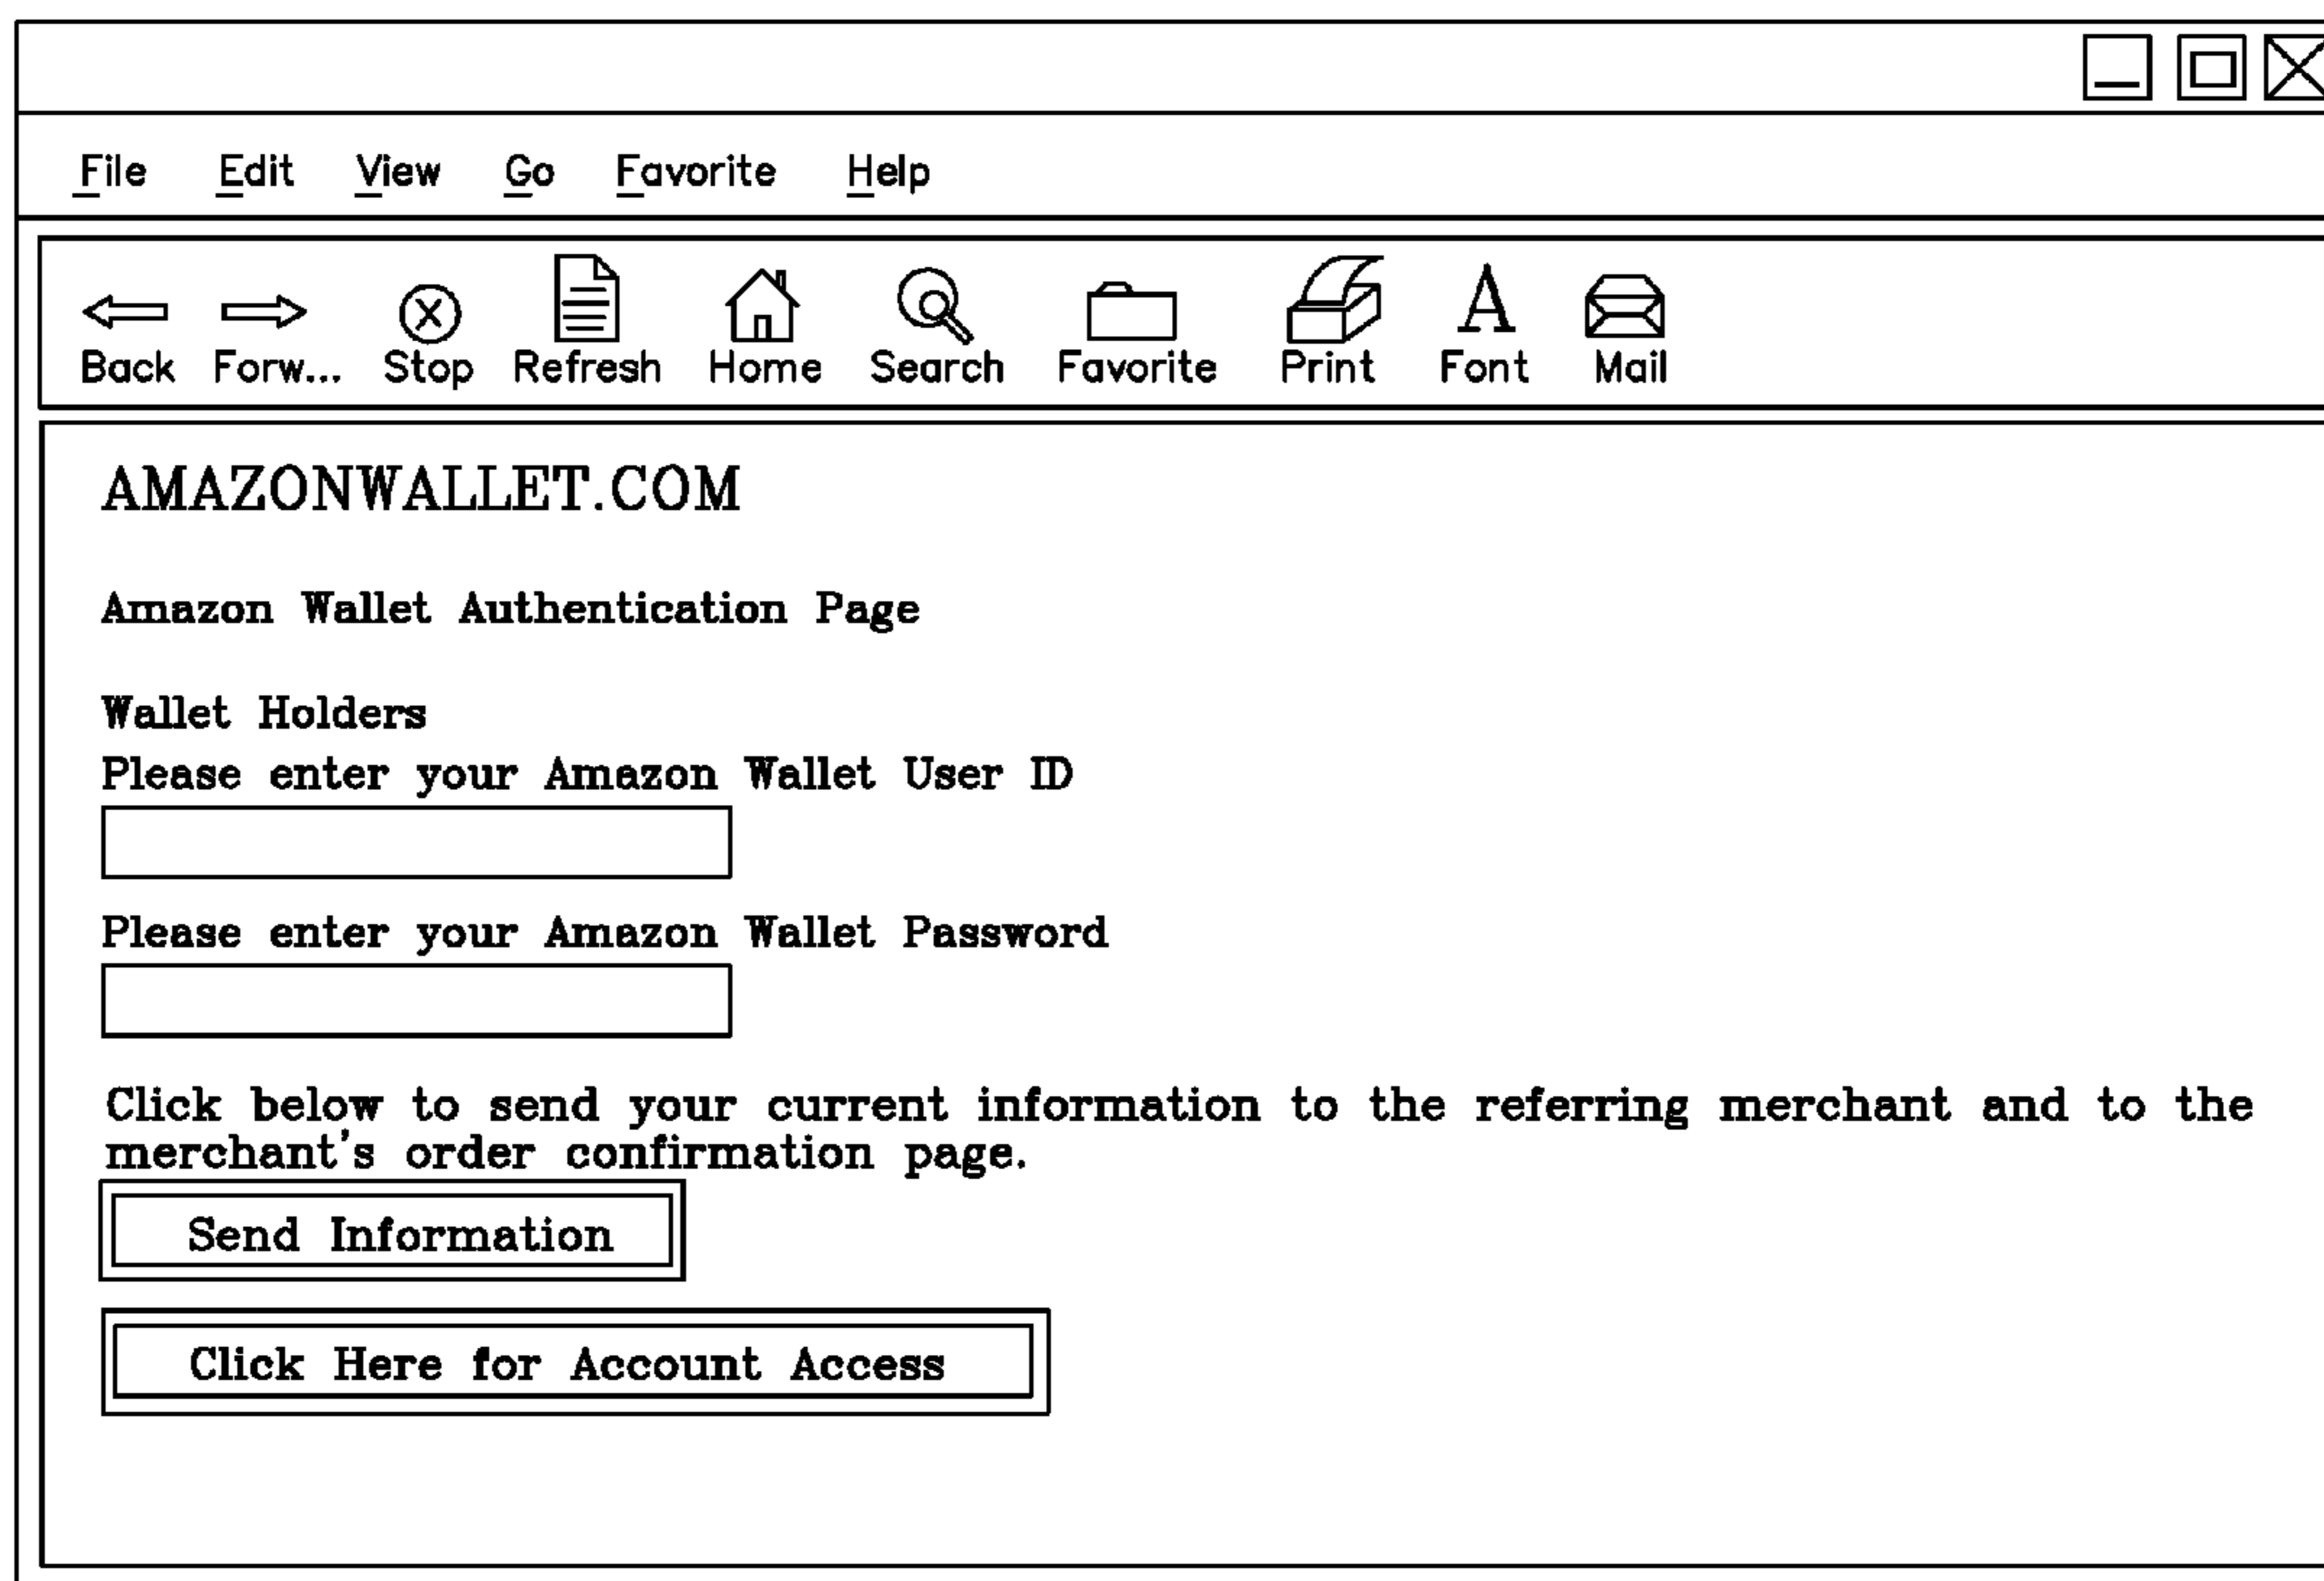 File Edit View Go Favorite Help
Back Forw... Stop Refresh Home Search Favorite Print Font Mail
AMAZONWALLET.COM
Amazon Wallet Authentication Page
Wallet Holders
Please enter your Amazon Wallet User ID
Please enter your Amazon Wallet Password
Click below to send your current information to the referring merchant and to the
merchant's order confirmation page.
Send Information
Click Here for Account Access